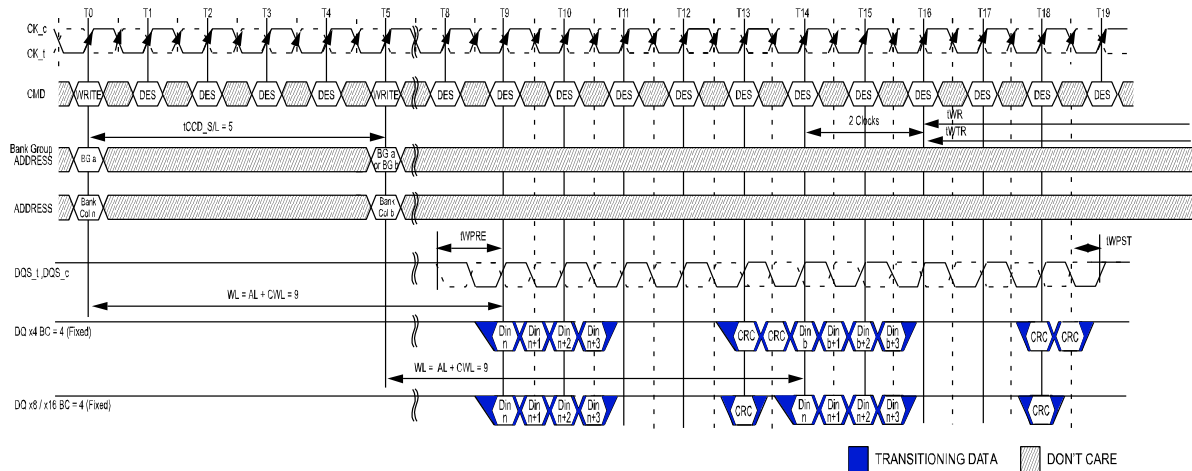 T0 T1 T2 T3 T4 T5 T8 T9 T10 T11 T12 T13 T14 T15 T16 T17 T18 T19
CK_c
CK_t
CMD WRITE DES DES DES DES WRITE DES DES DES DES DES DES DES DES DES DES DES DES
tCCD_S/L = 5
2 Clocks
tWR
tWTR
Bank Group
ADDRESS
BG a
BG a
or BG b
ADDRESS
Bank
Col n
Bank
Col b
tWPRE
tWPST
DQS_t ,DQS_c
WL = AL + CWL = 9
DQ x4 BC = 4 (Fixed)
Din
n
Din
n+1
Din
n+2
Din
n+3
CRC
CRC
Din
b
Din
b+1
Din
b+2
Din
b+3
CRC
CRC
WL = AL + CWL = 9
DQ x8 / x16 BC = 4 (Fixed)
Din
n
Din
n+1
Din
n+2
Din
n+3
CRC
Din
n
Din
n+1
Din
n+2
Din
n+3
CRC
TRANSITIONING DATA
DON'T CARE